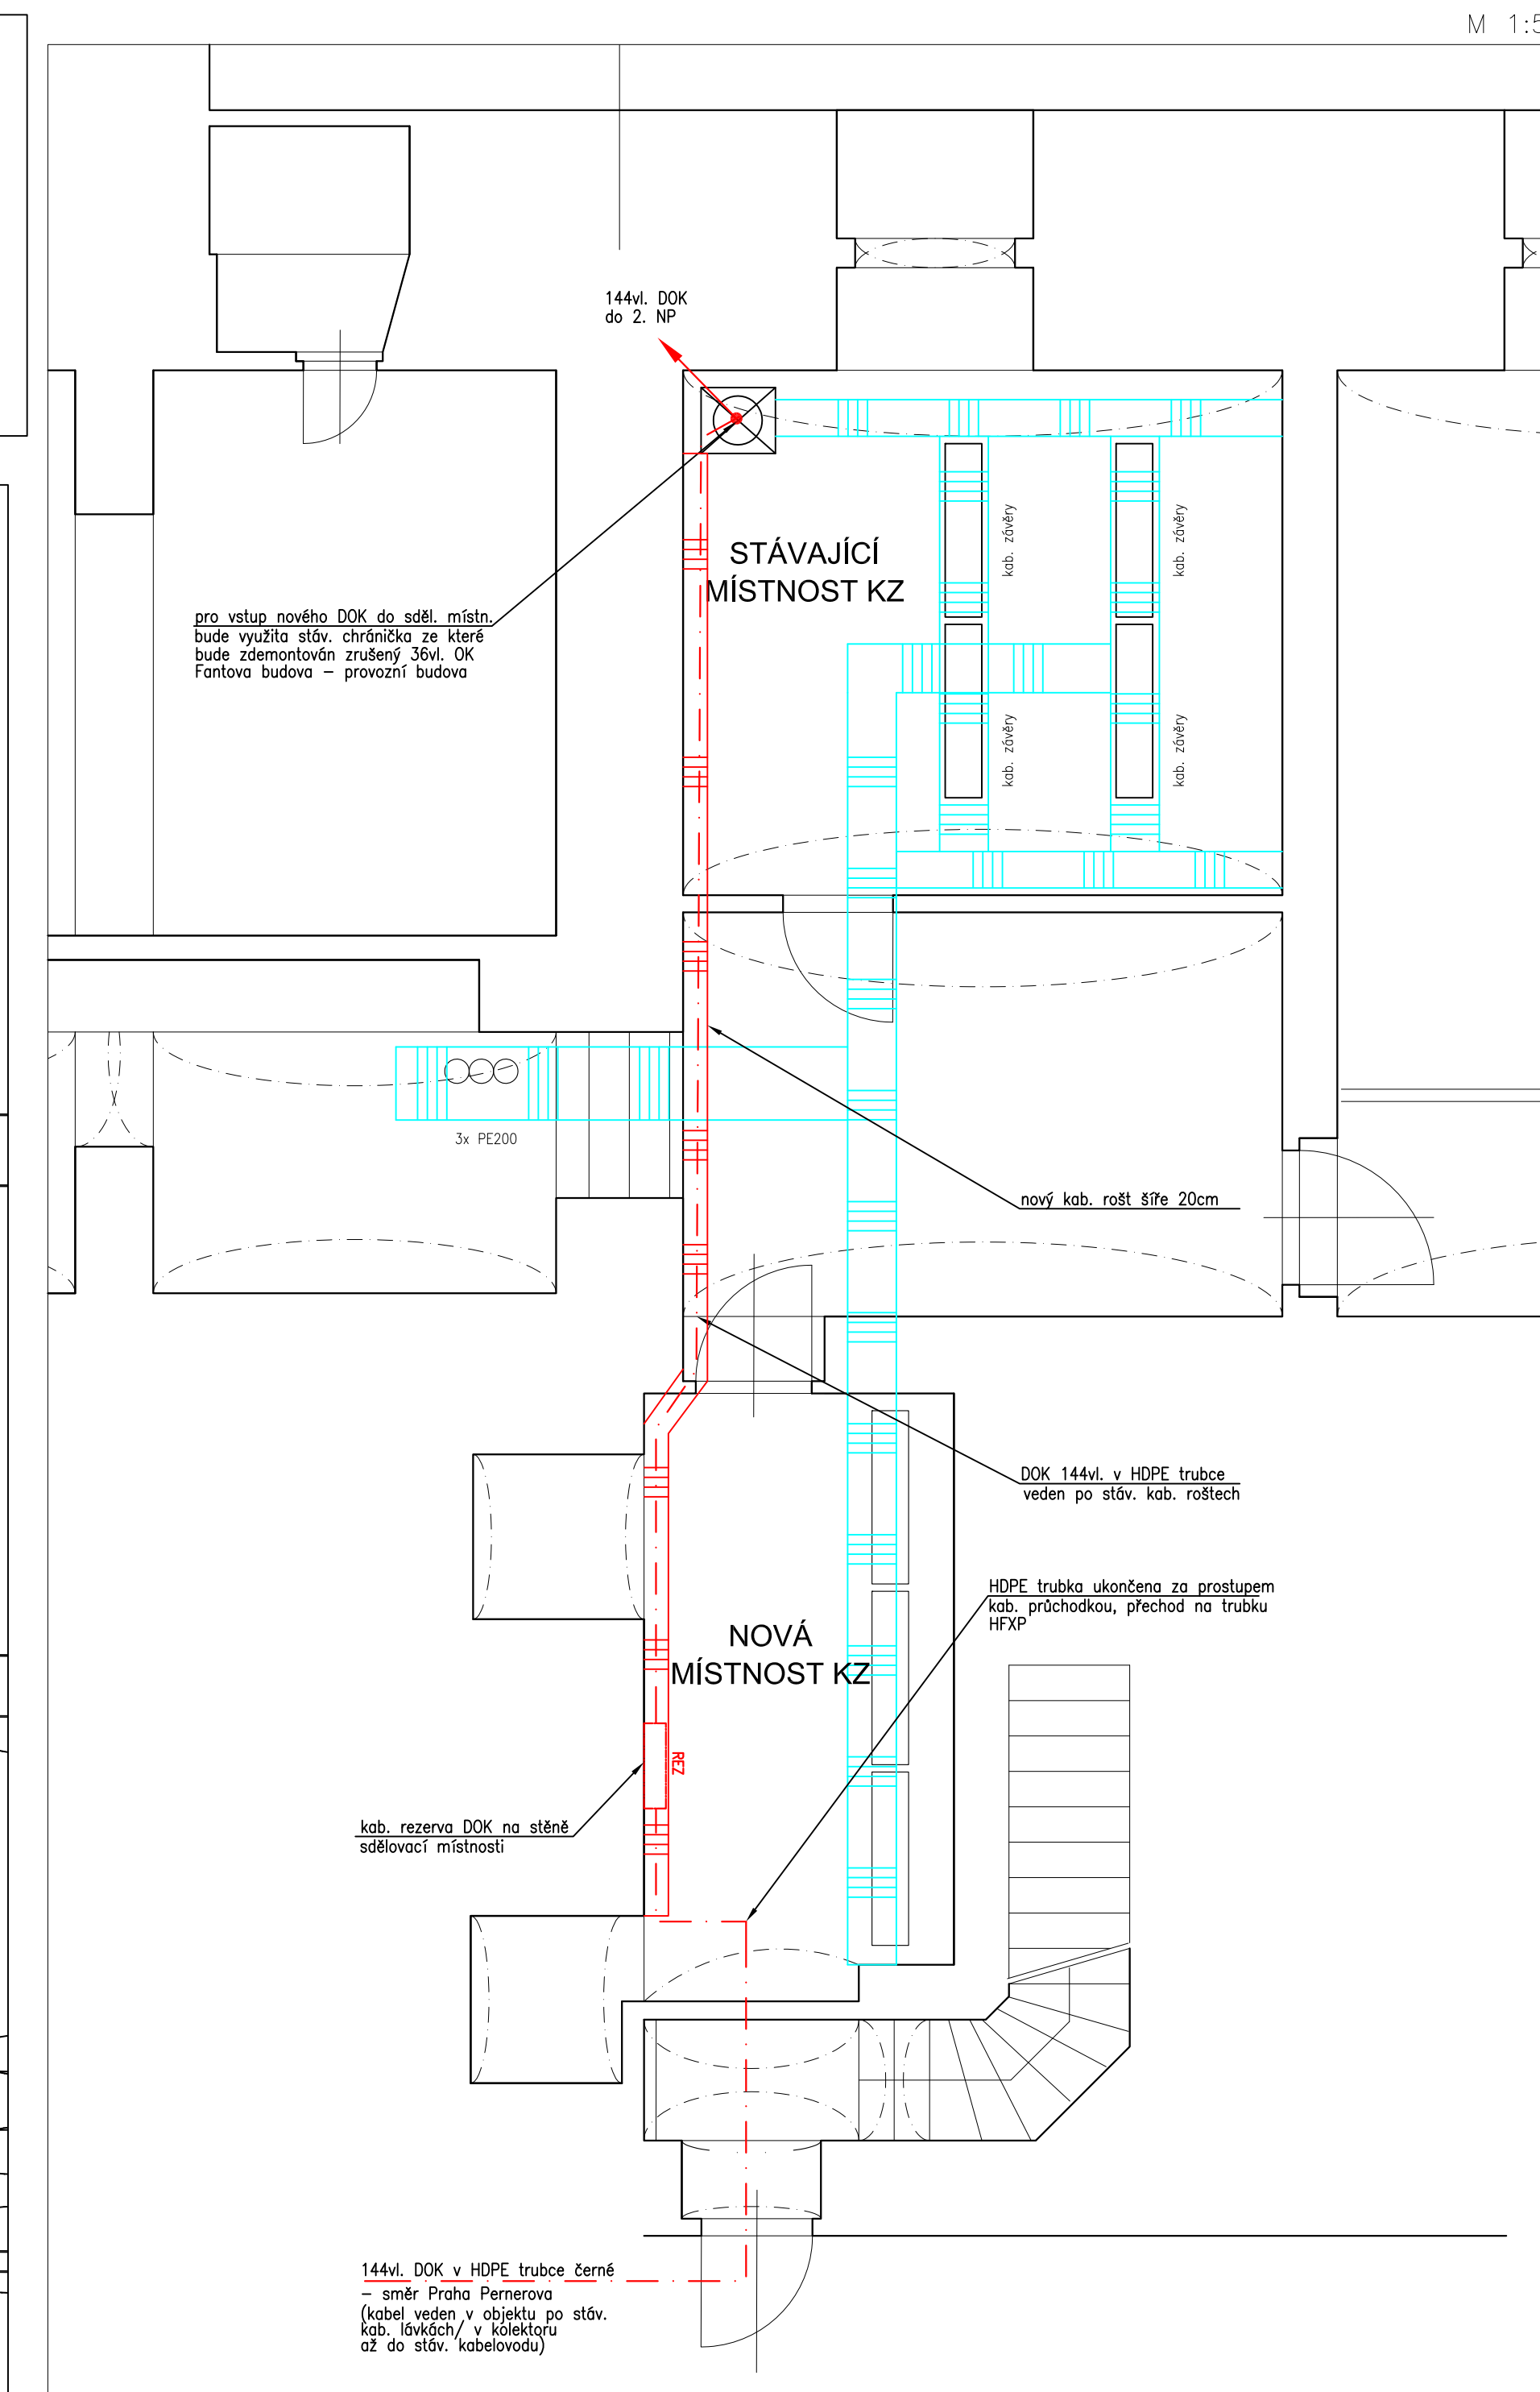 M 1:5
144vl. DOK
do 2. NP
STÁVAJÍCÍ
MÍSTNOST KZ
kab. závěry
kab. závěry
pro vstup nového DOK do sděl. místn.
bude využita stáv. chránička ze které
bude zdemontován zrušený 36vl. OK
Fantova budova – provozní budova
kab. závěry
kab. závěry
3x PE200
nový kab. rošt šíře 20cm
DOK 144vl. v HDPE trubce
veden po stáv. kab. roštech
HDPE trubka ukončena za prostupem
kab. průchodkou, přechod na trubku
HFXP
NOVÁ
MÍSTNOST KZ
REZ
kab. rezerva DOK na stěně
sdělovací místnosti
144vl. DOK v HDPE trubce černé
– směr Praha Pernerova
(kabel veden v objektu po stáv.
kab. lávkách/ v kolektoru
až do stáv. kabelovodu)